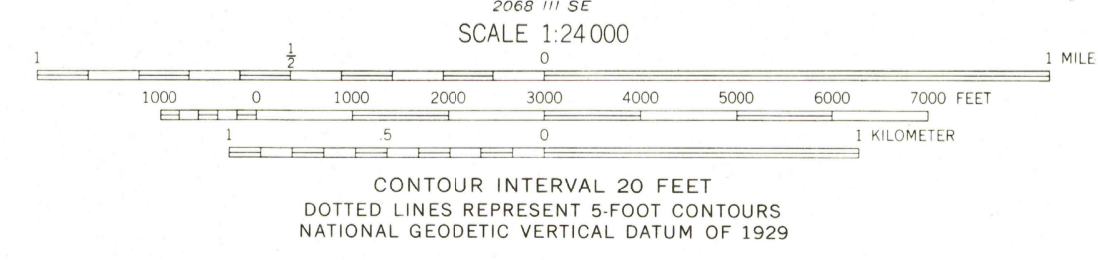 2068 III SE
SCALE 1:24 000
1 1/2 0 1 MILE
1000 0 1000 2000 3000 4000 5000 6000 7000 FEET
1 .5 0 1 KILOMETER
CONTOUR INTERVAL 20 FEET
DOTTED LINES REPRESENT 5-FOOT CONTOURS
NATIONAL GEODETIC VERTICAL DATUM OF 1929